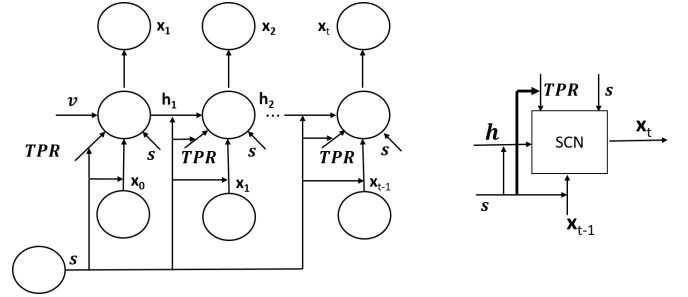 x₁ x₂ xₜ
v h₁ h₂ ...
TPR s TPR s TPR s
x₀ x₁ xₜ₋₁
s
TPR s
h SCN xₜ
s
xₜ₋₁